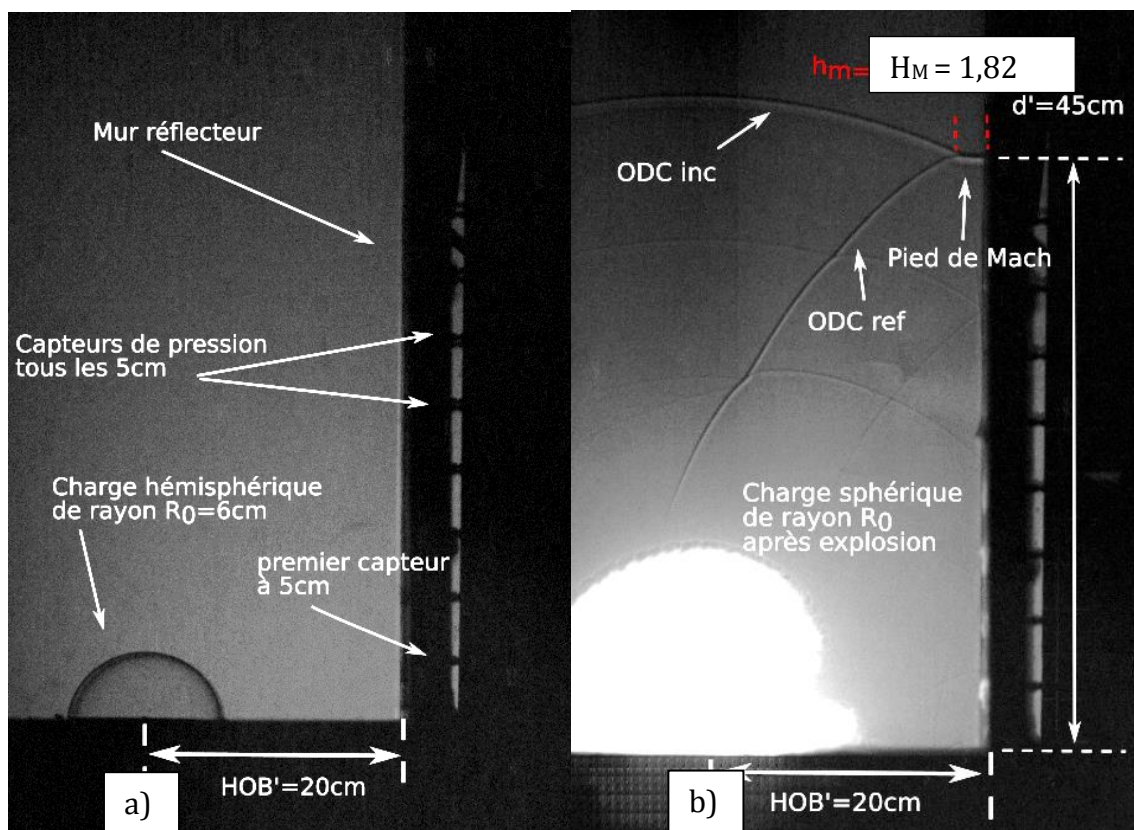 Mur réflecteur
Capteurs de pression
tous les 5cm
Charge hémisphérique
de rayon R0=6cm
premier capteur
à 5cm
HOB'=20cm
a)
hm=
HM = 1,82
d'=45cm
ODC inc
Pied de Mach
ODC ref
Charge sphérique
de rayon R0
après explosion
HOB'=20cm
b)